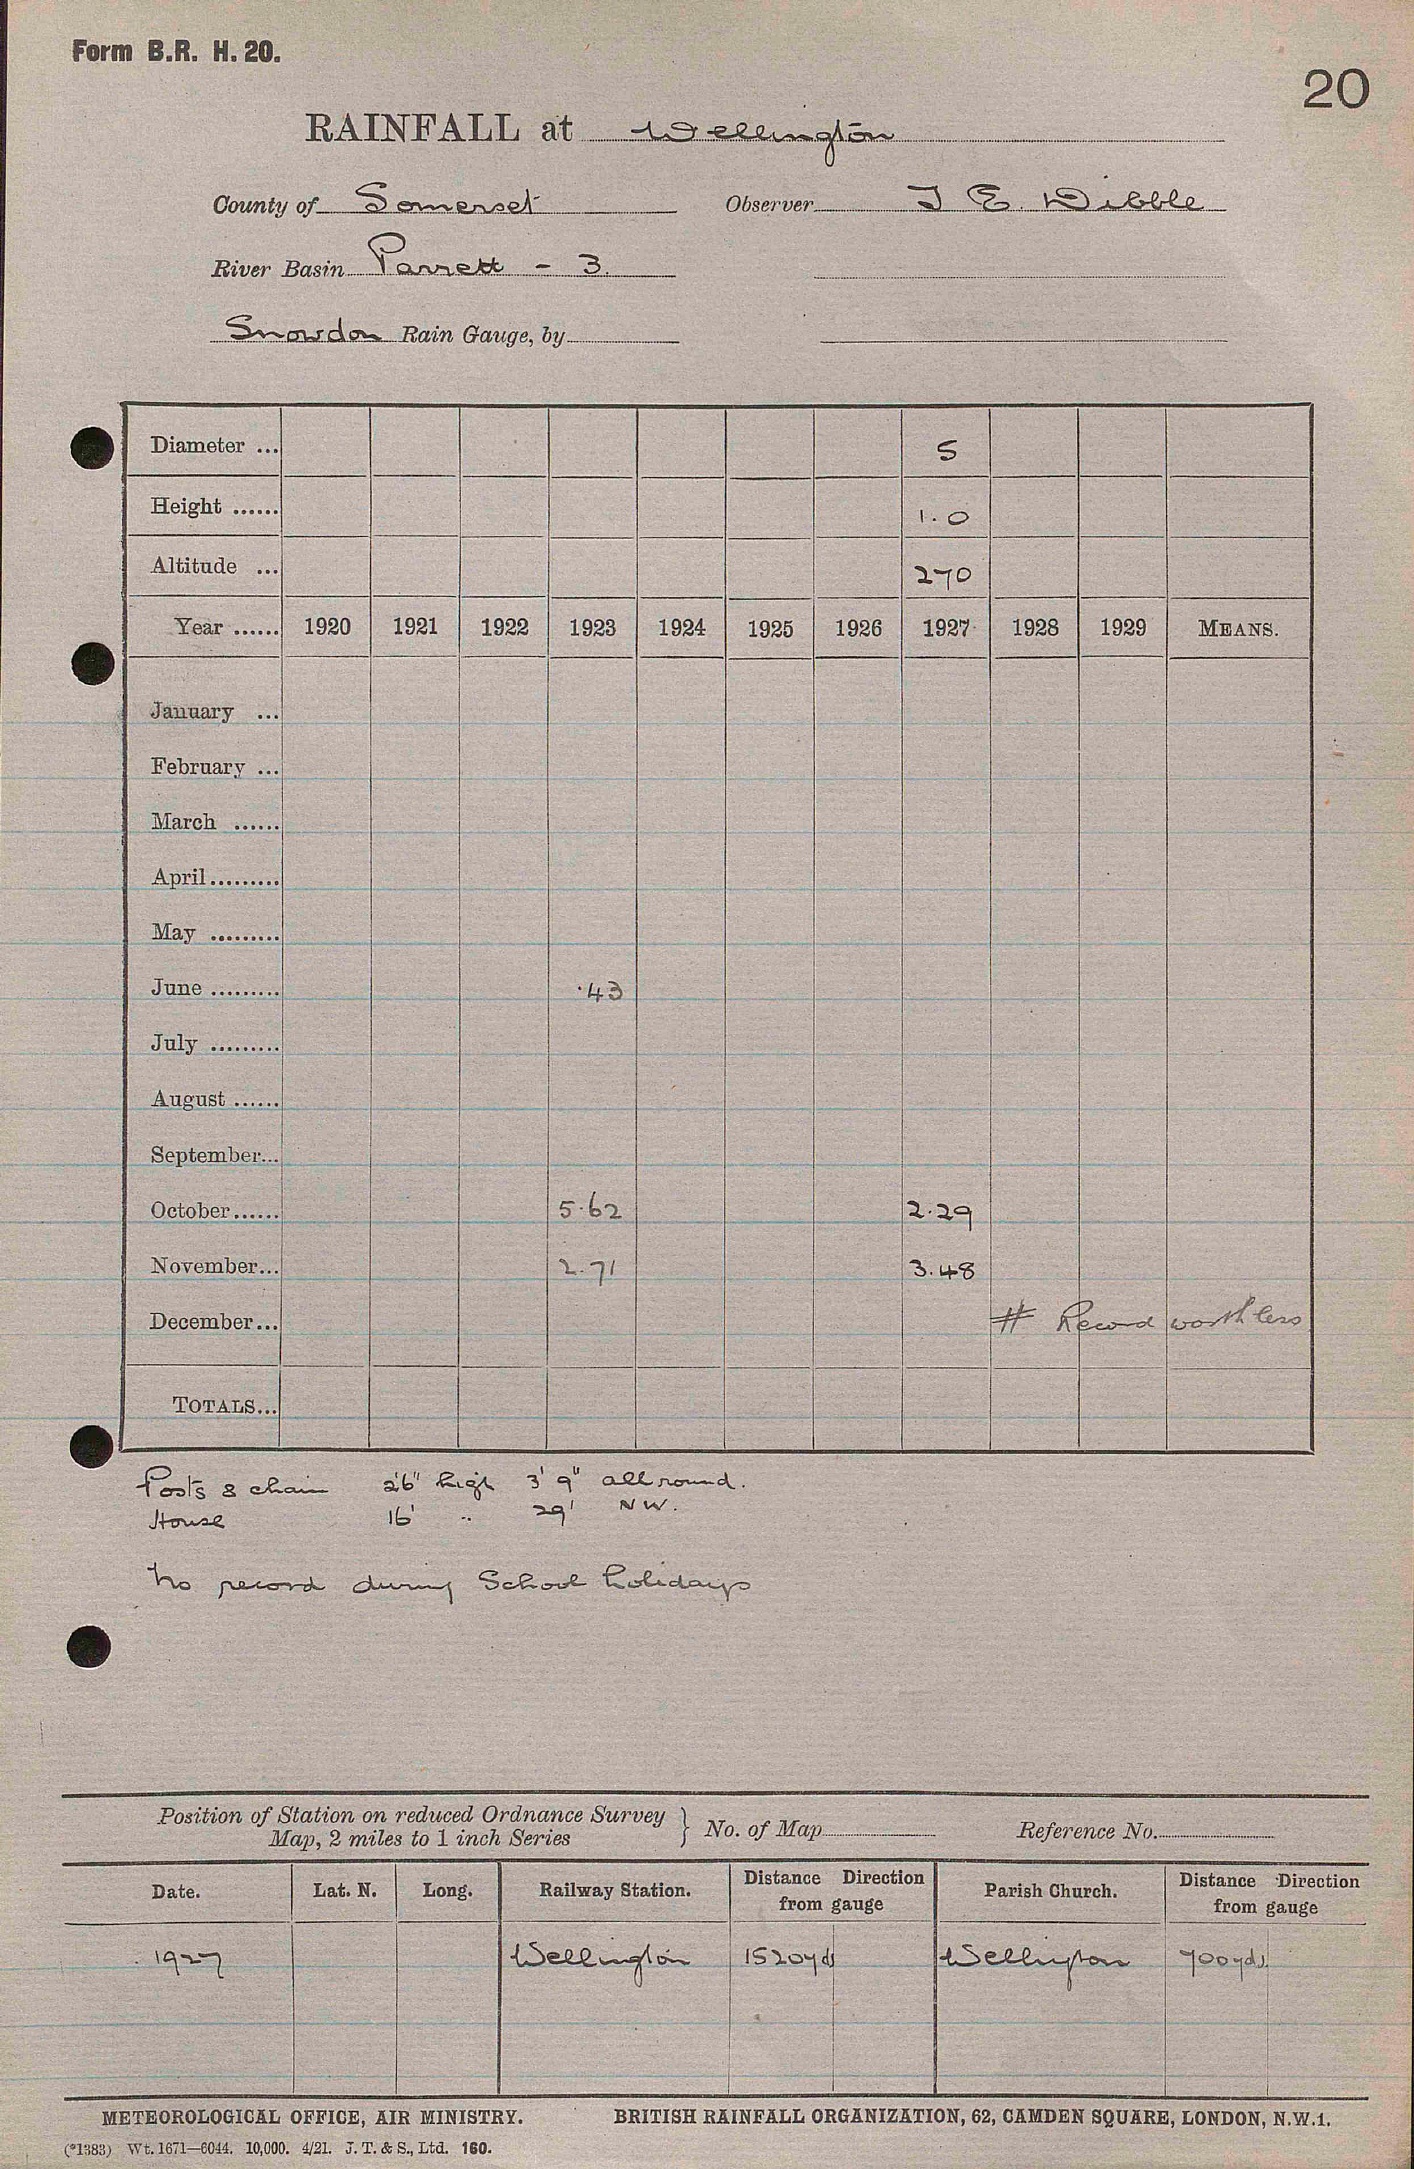 Form B.R. H. 20.
20
RAINFALL at Wellington
County of Somerset Observer J E. Dibble
River Basin Parrett - 3.
Snowdon Rain Gauge, by
Diameter ... 5
Height ...... 1.0
Altitude ... 270
Year ...... 1920 1921 1922 1923 1924 1925 1926 1927 1928 1929 MEANS.
January ...
February ...
March ......
April.........
May .........
June ......... .43
July .........
August ......
September...
October...... 5.62 2.29
November... 2.71 3.48
December... # Record worthless
TOTALS...
Posts & chain 2'6" high 3' 9" all round.
House 16' " 29' NW.
No record during School holidays
Position of Station on reduced Ordnance Survey
Map, 2 miles to 1 inch Series } No. of Map Reference No.
Date. Lat. N. Long. Railway Station. Distance Direction from gauge Parish Church. Distance Direction from gauge
1927 Wellington 1520yds Wellington 700yds.
METEOROLOGICAL OFFICE, AIR MINISTRY. BRITISH RAINFALL ORGANIZATION, 62, CAMDEN SQUARE, LONDON, N.W.1.
(*1383) Wt. 1671—6044. 10,000. 4/21. J. T. & S., Ltd. 160.